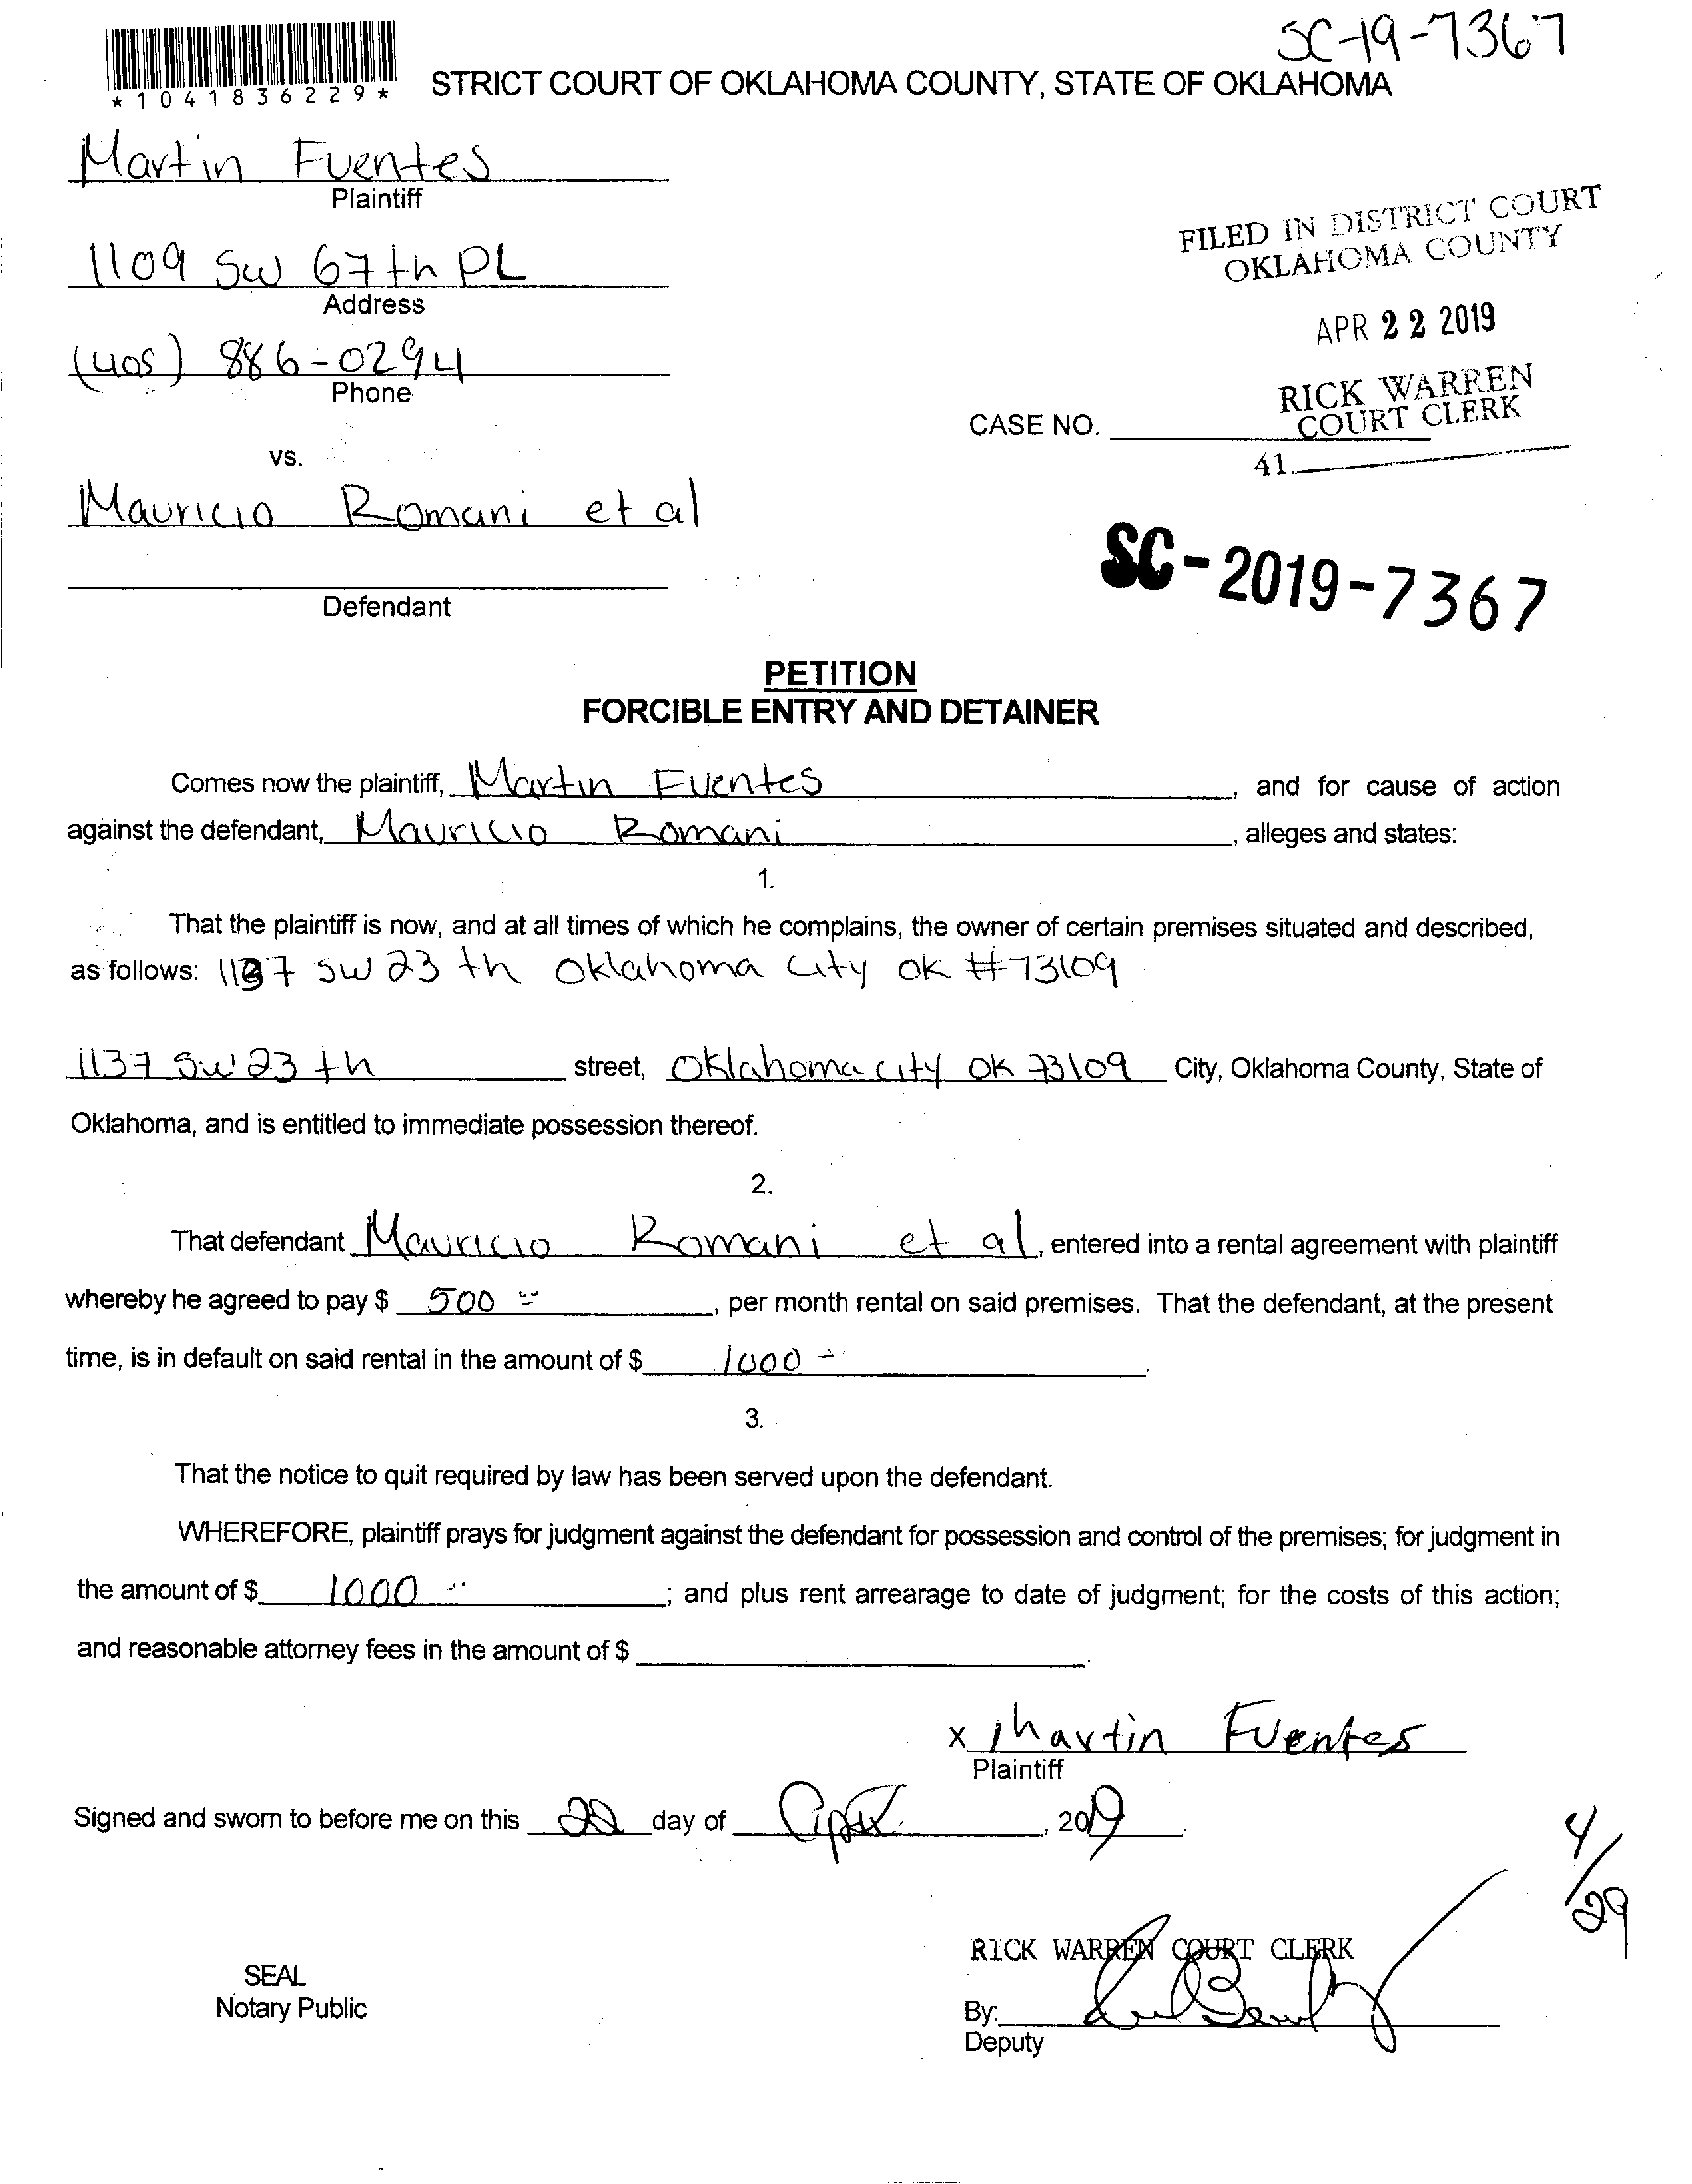 SC-19-7367
*1041836229*
STRICT COURT OF OKLAHOMA COUNTY, STATE OF OKLAHOMA
Martin Fuentes
Plaintiff
1109 SW 67th PL
Address
(405) 886-0294
Phone
vs.
Mauricio Romani et al
Defendant
FILED IN DISTRICT COURT
OKLAHOMA COUNTY
APR 22 2019
RICK WARREN
COURT CLERK
CASE NO.
41
SC-2019-7367
PETITION
FORCIBLE ENTRY AND DETAINER
Comes now the plaintiff, Martin Fuentes, and for cause of action
against the defendant, Mauricio Romani, alleges and states:
1.
That the plaintiff is now, and at all times of which he complains, the owner of certain premises situated and described,
as follows: 1137 SW 23 th Oklahoma City OK #73109
1137 SW 23 th street, Oklahoma City OK 73109 City, Oklahoma County, State of
Oklahoma, and is entitled to immediate possession thereof.
2.
That defendant Mauricio Romani et al, entered into a rental agreement with plaintiff
whereby he agreed to pay $ 500, per month rental on said premises. That the defendant, at the present
time, is in default on said rental in the amount of $ 1000.
3.
That the notice to quit required by law has been served upon the defendant.
WHEREFORE, plaintiff prays for judgment against the defendant for possession and control of the premises; for judgment in
the amount of $ 1000; and plus rent arrearage to date of judgment; for the costs of this action;
and reasonable attorney fees in the amount of $ .
x Martin Fuentes
Plaintiff
Signed and sworn to before me on this 22 day of April, 2019.
4/29
RICK WARREN COURT CLERK
SEAL
Notary Public
By:
Deputy